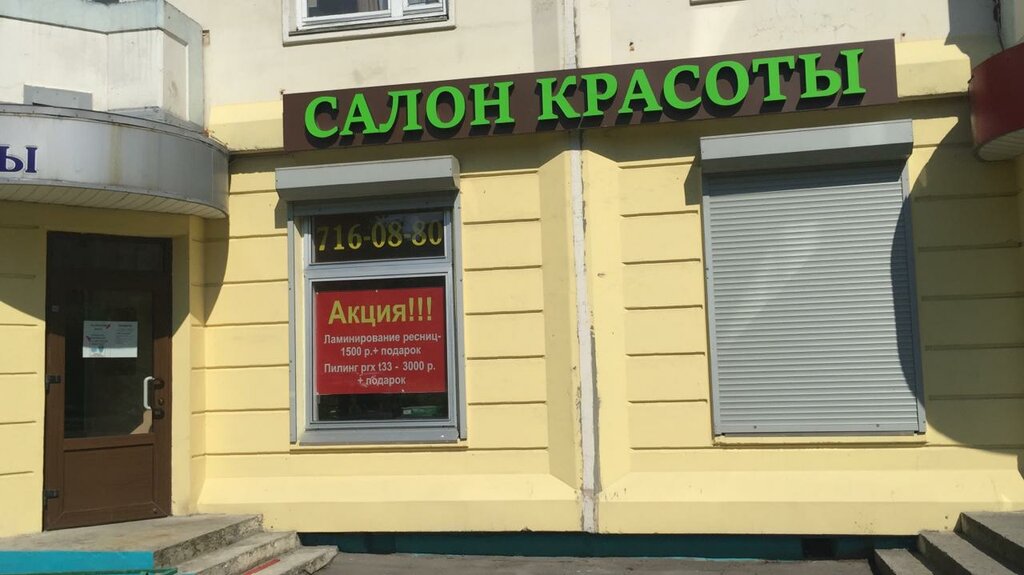 САЛОН КРАСОТЫ
Ы
716-08-80
Акция!!!
Ламинирование ресниц-
1500 р.+ подарок
Пилинг prx t33 - 3000 р.
+ подарок